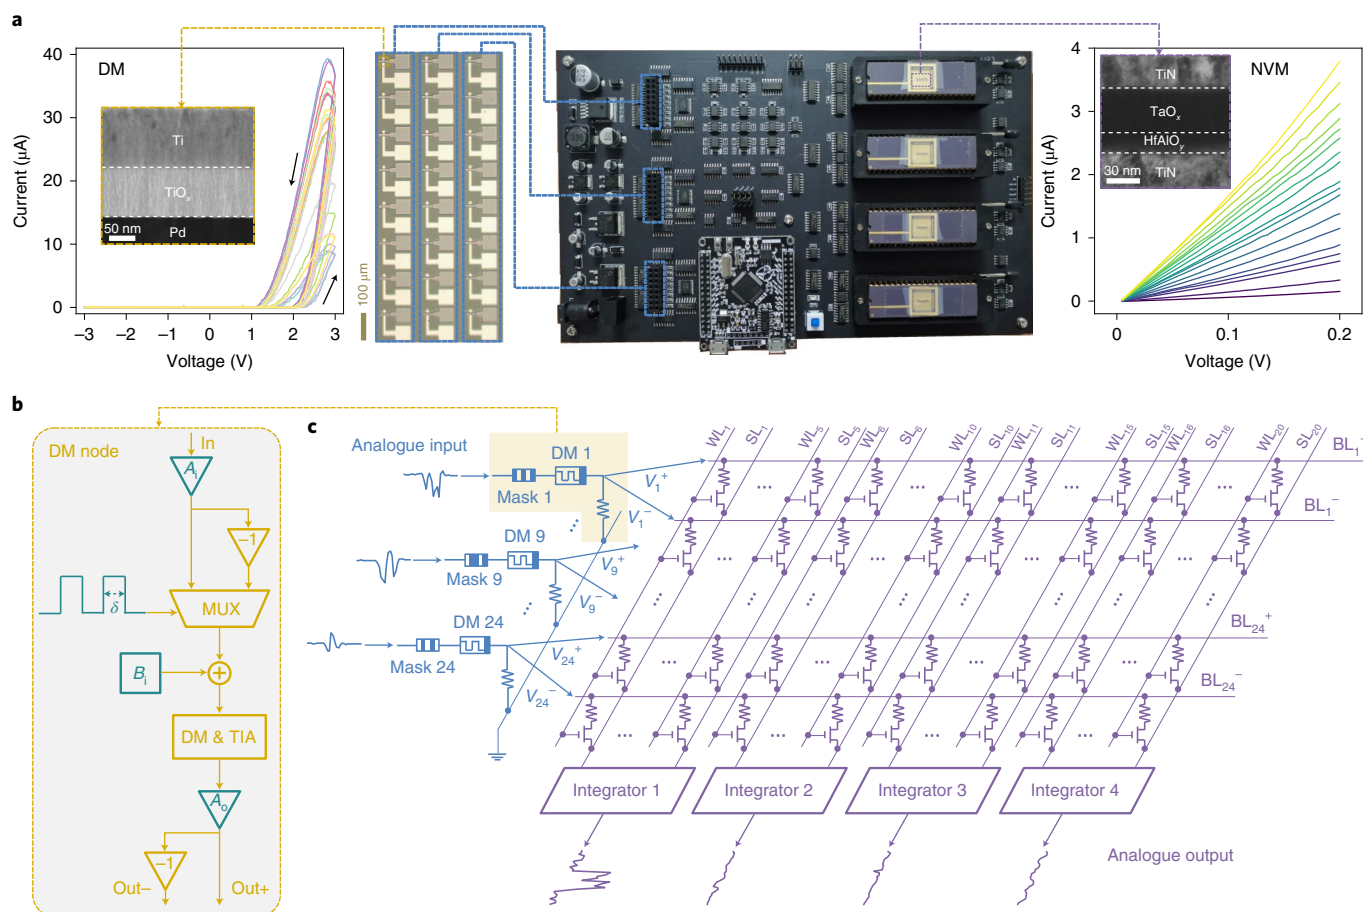 a
DM
Current (µA)
40
30
20
10
0
−3
−2
−1
0
1
2
3
Voltage (V)
Ti
TiOx
Pd
50 nm
100 µm
NVM
Current (µA)
4
3
2
1
0
0
0.1
0.2
Voltage (V)
TiN
TaOx
HfAlOy
TiN
30 nm
b
DM node
In
Ai
−1
δ
MUX
Bi
+
DM & TIA
Ao
−1
Out−
Out+
c
Analogue input
DM 1
Mask 1
V1+
V1−
DM 9
Mask 9
V9+
V9−
DM 24
Mask 24
V24+
V24−
WL1 SL1 WL5 SL5 WL6 SL6 WL10 SL10 WL11 SL11 WL15 SL15 WL16 SL16 WL20 SL20
BL1−
BL1−
BL24+
BL24−
Integrator 1
Integrator 2
Integrator 3
Integrator 4
Analogue output